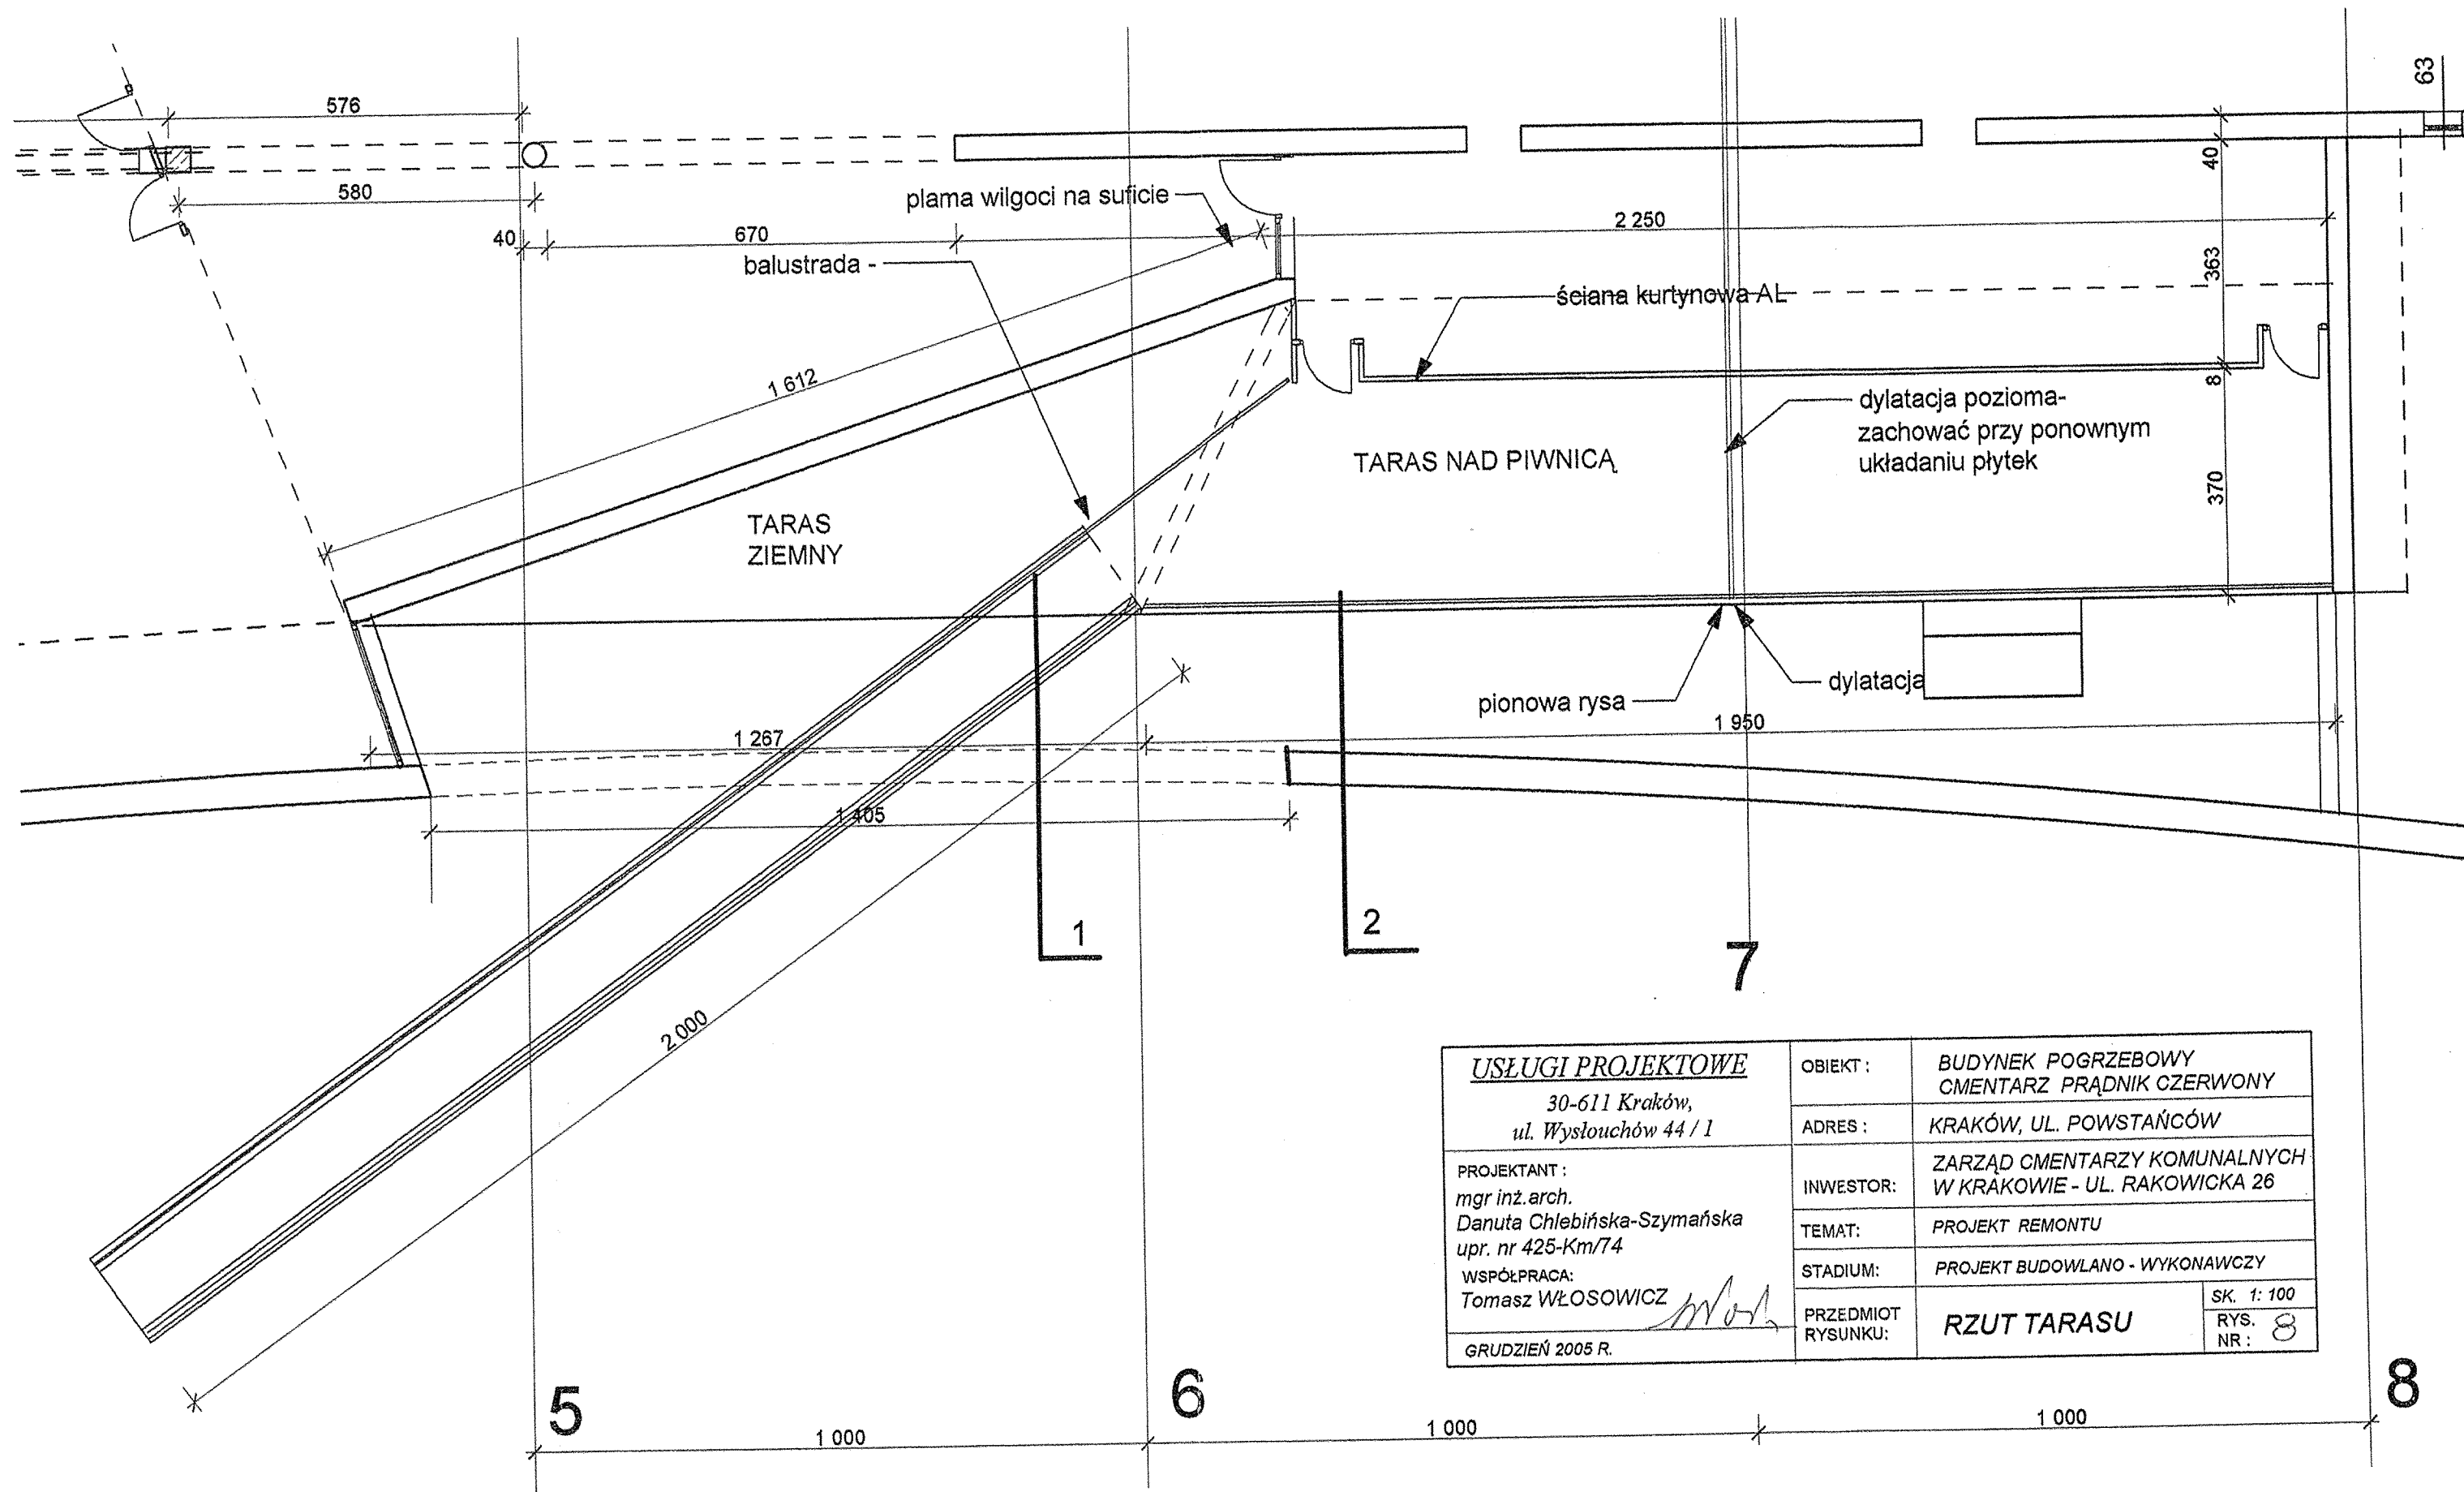 63
576
580
40
670
plama wilgoci na suficie
balustrada -
2 250
40
363
ściana kurtynowa AL
1 612
8
dylatacja pozioma-
zachować przy ponownym
układaniu płytek
TARAS NAD PIWNICĄ
370
TARAS
ZIEMNY
pionowa rysa
dylatacja
1 950
1 267
1 405
1
2
7
2 000
USŁUGI PROJEKTOWE
30-611 Kraków,
ul. Wysłouchów 44 / 1
PROJEKTANT :
mgr inż.arch.
Danuta Chlebińska-Szymańska
upr. nr 425-Km/74
WSPÓŁPRACA:
Tomasz WŁOSOWICZ
GRUDZIEŃ 2005 R.
OBIEKT :
BUDYNEK POGRZEBOWY
CMENTARZ PRĄDNIK CZERWONY
ADRES :
KRAKÓW, UL. POWSTAŃCÓW
INWESTOR:
ZARZĄD CMENTARZY KOMUNALNYCH
W KRAKOWIE - UL. RAKOWICKA 26
TEMAT:
PROJEKT REMONTU
STADIUM:
PROJEKT BUDOWLANO - WYKONAWCZY
PRZEDMIOT
RYSUNKU:
RZUT TARASU
SK. 1: 100
RYS.
NR : 8
5
6
8
1 000
1 000
1 000